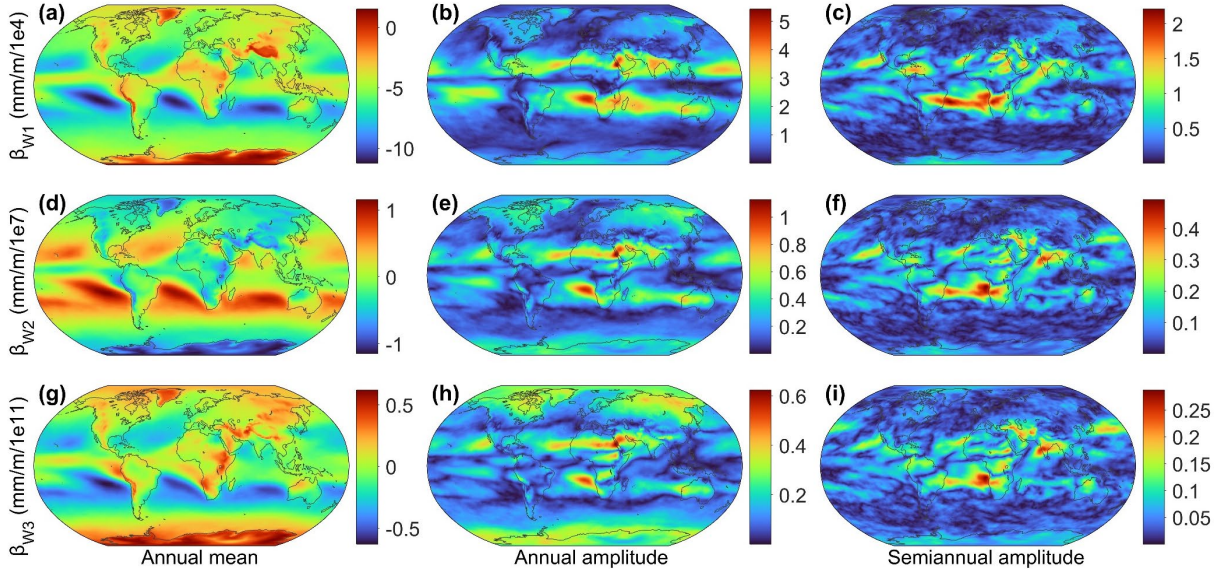 (a)
(b)
(c)
β_W1 (mm/m/1e4)
0
-5
-10
5
4
3
2
1
2
1.5
1
0.5
(d)
(e)
(f)
β_W2 (mm/m/1e7)
1
0
-1
1
0.8
0.6
0.4
0.2
0.4
0.3
0.2
0.1
(g)
(h)
(i)
β_W3 (mm/m/1e11)
0.5
0
-0.5
0.6
0.4
0.2
0.25
0.20
0.15
0.10
0.05
Annual mean
Annual amplitude
Semiannual amplitude